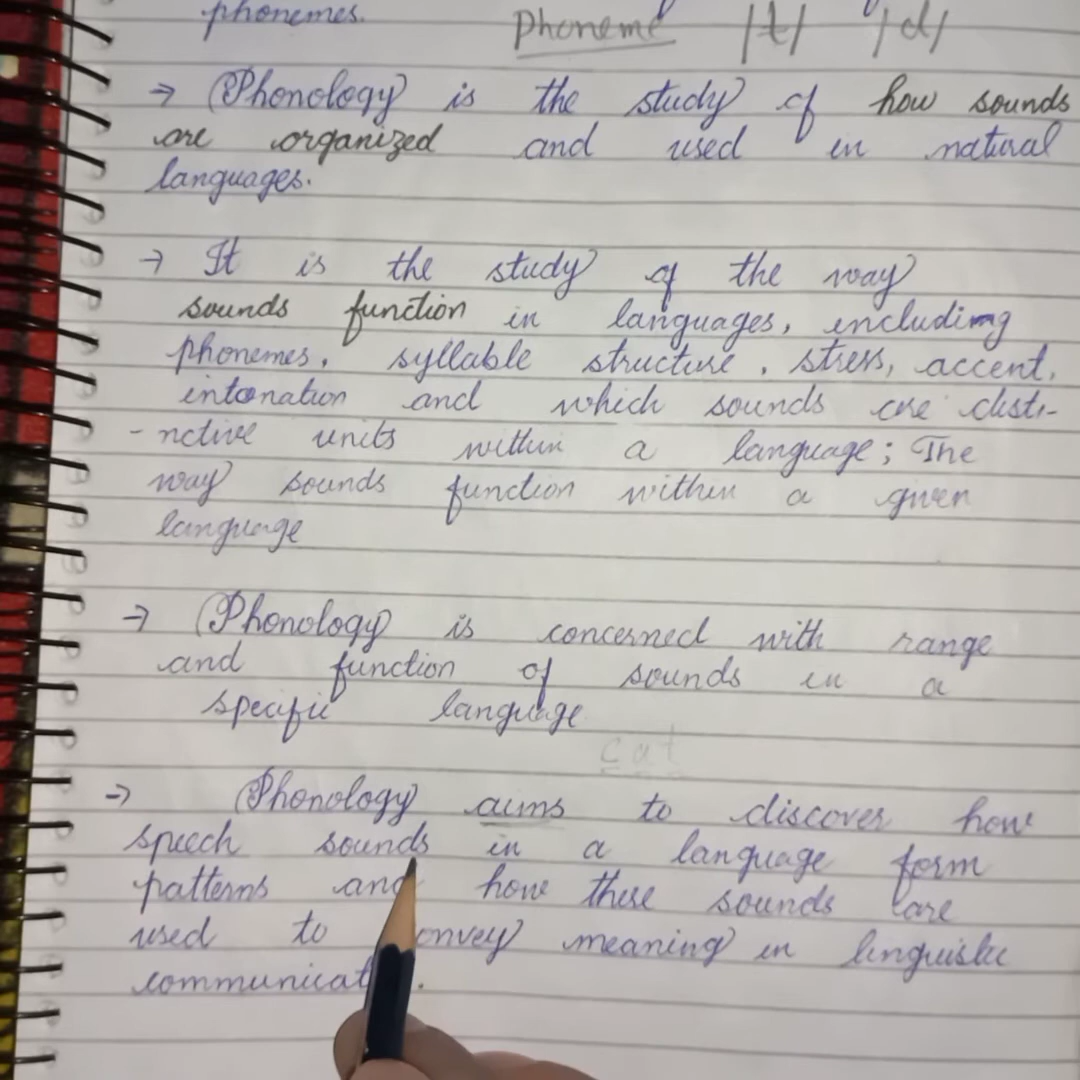 phonemes.
Phoneme /t/ /d/
→ Phonology is the study of how sounds
are organized and used in natural
languages.
→ It is the study of the way
sounds function in languages, including
phonemes, syllable structure, stress, accent,
intonation and which sounds are disti-
-nctive units within a language; The
way sounds function within a given
language
→ Phonology is concerned with range
and function of sounds in a
specific language
cat
→ Phonology aims to discover how
speech sounds in a language form
patterns and how these sounds are
used to onvey meaning in linguistic
communicat .